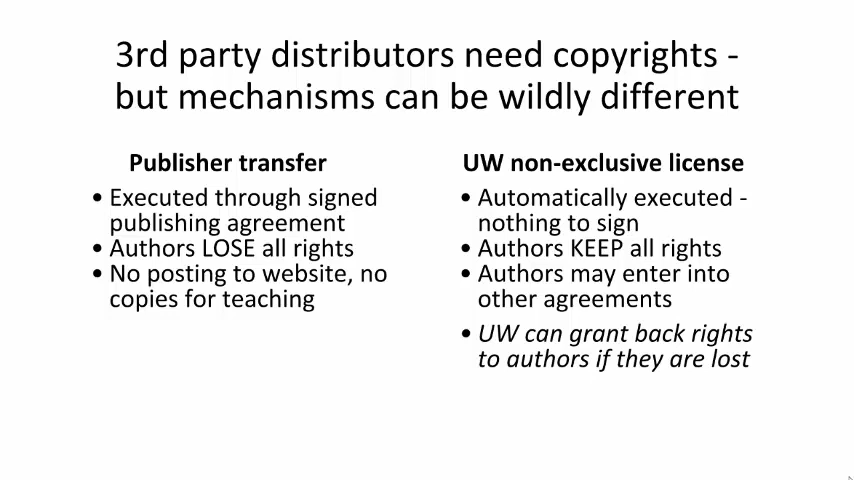 3rd party distributors need copyrights -
but mechanisms can be wildly different
Publisher transfer
• Executed through signed
publishing agreement
• Authors LOSE all rights
• No posting to website, no
copies for teaching
UW non-exclusive license
• Automatically executed -
nothing to sign
• Authors KEEP all rights
• Authors may enter into
other agreements
• UW can grant back rights
to authors if they are lost